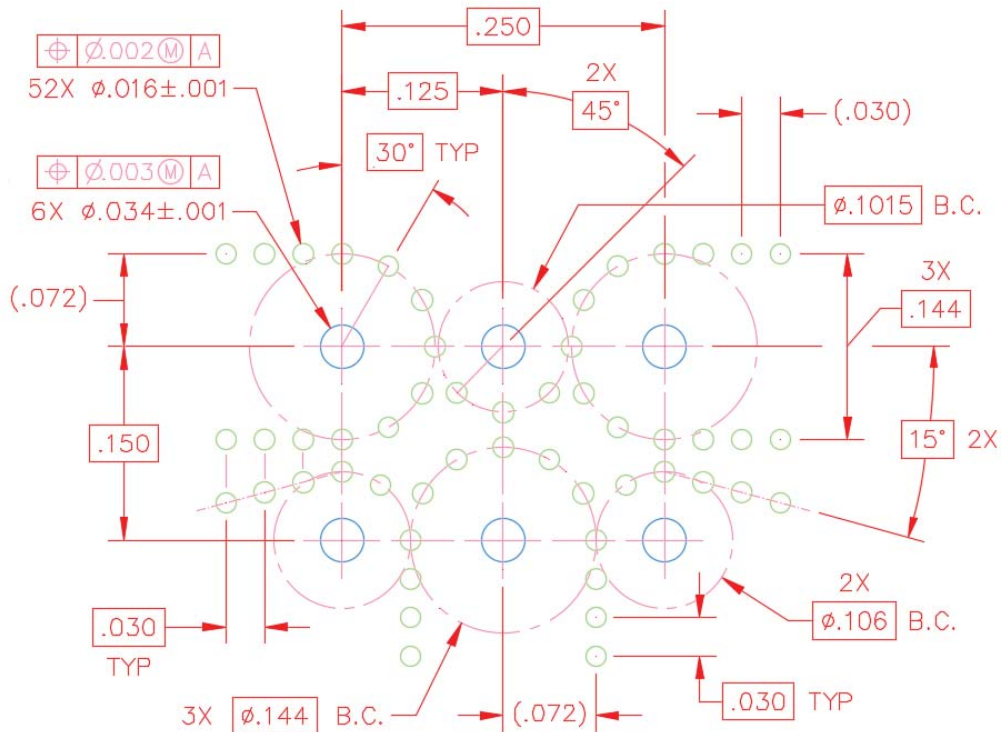 .250
⌖ Ø.002 Ⓜ A
52X Ø.016±.001
.125
2X
45°
(.030)
30° TYP
⌖ Ø.003 Ⓜ A
6X Ø.034±.001
Ø.1015 B.C.
(.072)
3X
.144
.150
15° 2X
2X
Ø.106 B.C.
.030
TYP
.030 TYP
3X Ø.144 B.C.
(.072)